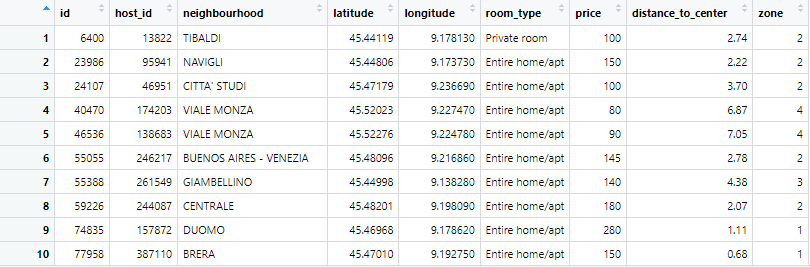 id host_id neighbourhood latitude longitude room_type price distance_to_center zone
1 6400 13822 TIBALDI 45.44119 9.178130 Private room 100 2.74 2
2 23986 95941 NAVIGLI 45.44806 9.173730 Entire home/apt 150 2.22 2
3 24107 46951 CITTA' STUDI 45.47179 9.236690 Entire home/apt 100 3.70 2
4 40470 174203 VIALE MONZA 45.52023 9.227470 Entire home/apt 80 6.87 4
5 46536 138683 VIALE MONZA 45.52276 9.224780 Entire home/apt 90 7.05 4
6 55055 246217 BUENOS AIRES - VENEZIA 45.48096 9.216860 Entire home/apt 145 2.78 2
7 55388 261549 GIAMBELLINO 45.44998 9.138280 Entire home/apt 140 4.38 3
8 59226 244087 CENTRALE 45.48201 9.198090 Entire home/apt 180 2.07 2
9 74835 157872 DUOMO 45.46968 9.178620 Entire home/apt 280 1.11 1
10 77958 387110 BRERA 45.47010 9.192750 Entire home/apt 150 0.68 1